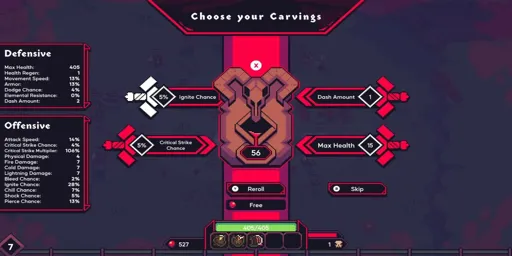 Choose your Carvings
Defensive
Max Health: 405
Health Regen: 1
Movement Speed: 13%
Armor: 13%
Dodge Chance: 4%
Elemental Resistance: 0%
Dash Amount: 2
Offensive
Attack Speed: 14%
Critical Strike Chance: 4%
Critical Strike Multiplier: 106%
Physical Damage: 4
Fire Damage: 7
Cold Damage: 7
Lightning Damage: 7
Bleed Chance: 2%
Ignite Chance: 28%
Chill Chance: 7%
Shock Chance: 5%
Pierce Chance: 13%
X
5% Ignite Chance
Dash Amount 1
5% Critical Strike Chance
Max Health 15
56
Reroll
Skip
Free
405/405
527
1
7